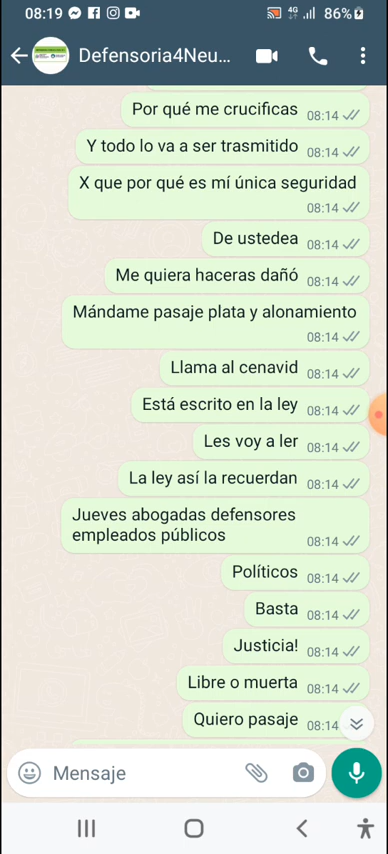 08:19
4G
86%
Defensoria4Neu...
Por qué me crucificas 08:14
Y todo lo va a ser trasmitido 08:14
X que por qué es mí única seguridad
08:14
De ustedea 08:14
Me quiera haceras dañó 08:14
Mándame pasaje plata y alonamiento
08:14
Llama al cenavid 08:14
Está escrito en la ley 08:14
Les voy a ler 08:14
La ley así la recuerdan 08:14
Jueves abogadas defensores
empleados públicos 08:14
Políticos 08:14
Basta 08:14
Justicia! 08:14
Libre o muerta 08:14
Quiero pasaje 08:14
Mensaje